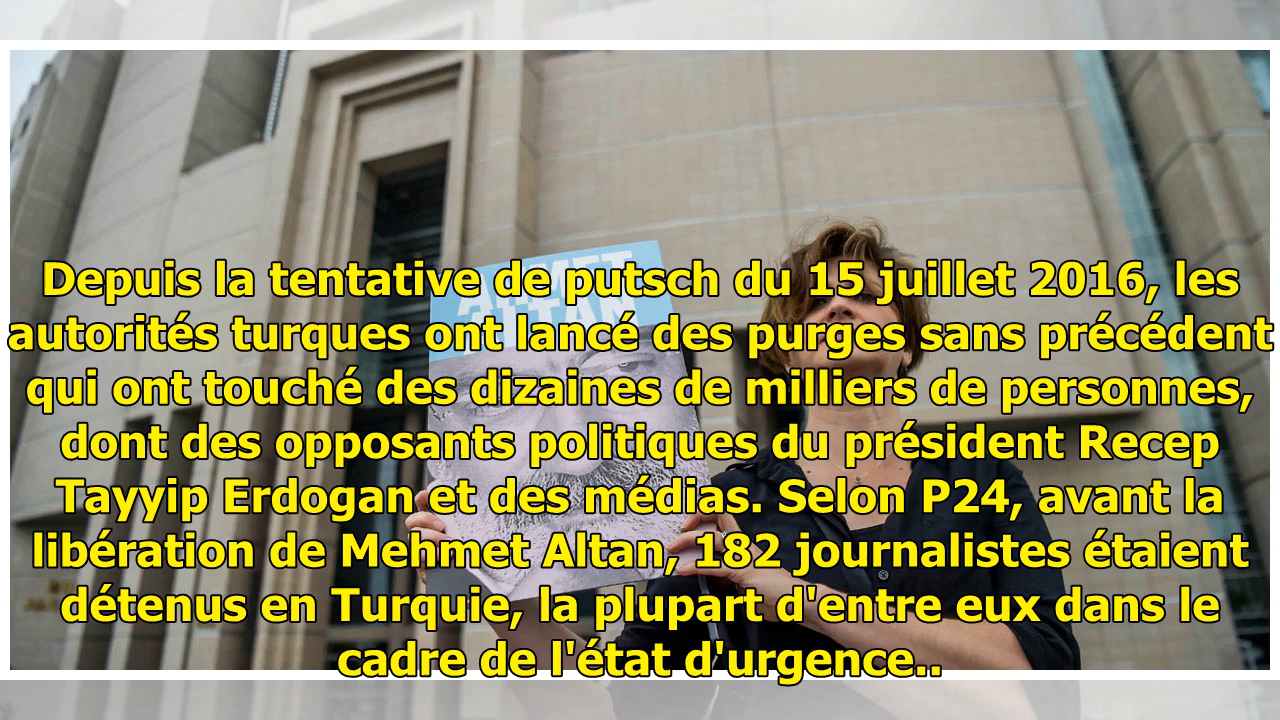 AHMET
ALTAN
Depuis la tentative de putsch du 15 juillet 2016, les
autorités turques ont lancé des purges sans précédent
qui ont touché des dizaines de milliers de personnes,
dont des opposants politiques du président Recep
Tayyip Erdogan et des médias. Selon P24, avant la
libération de Mehmet Altan, 182 journalistes étaient
détenus en Turquie, la plupart d'entre eux dans le
cadre de l'état d'urgence..